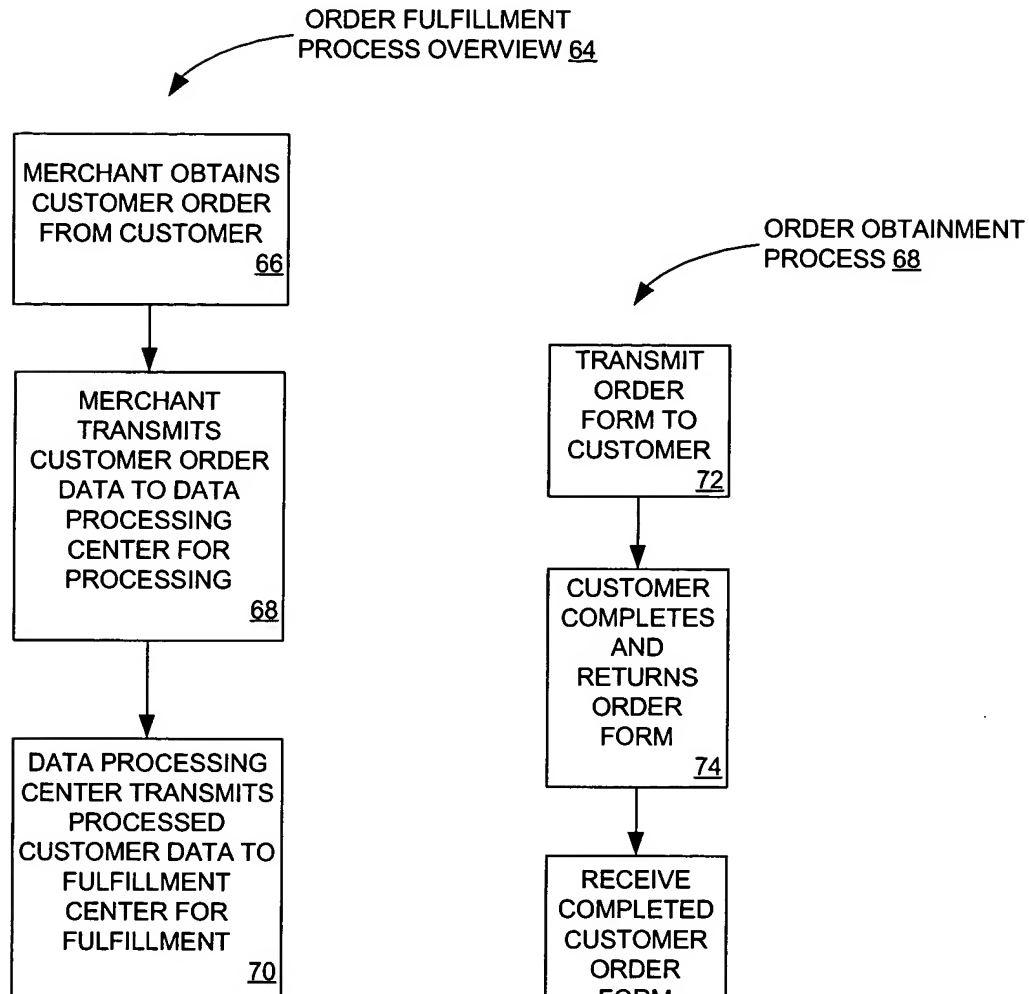 ORDER FULFILLMENT
PROCESS OVERVIEW 64
MERCHANT OBTAINS
CUSTOMER ORDER
FROM CUSTOMER
66
MERCHANT
TRANSMITS
CUSTOMER ORDER
DATA TO DATA
PROCESSING
CENTER FOR
PROCESSING
68
DATA PROCESSING
CENTER TRANSMITS
PROCESSED
CUSTOMER DATA TO
FULFILLMENT
CENTER FOR
FULFILLMENT
70
ORDER OBTAINMENT
PROCESS 68
TRANSMIT
ORDER
FORM TO
CUSTOMER
72
CUSTOMER
COMPLETES
AND
RETURNS
ORDER
FORM
74
RECEIVE
COMPLETED
CUSTOMER
ORDER
FORM